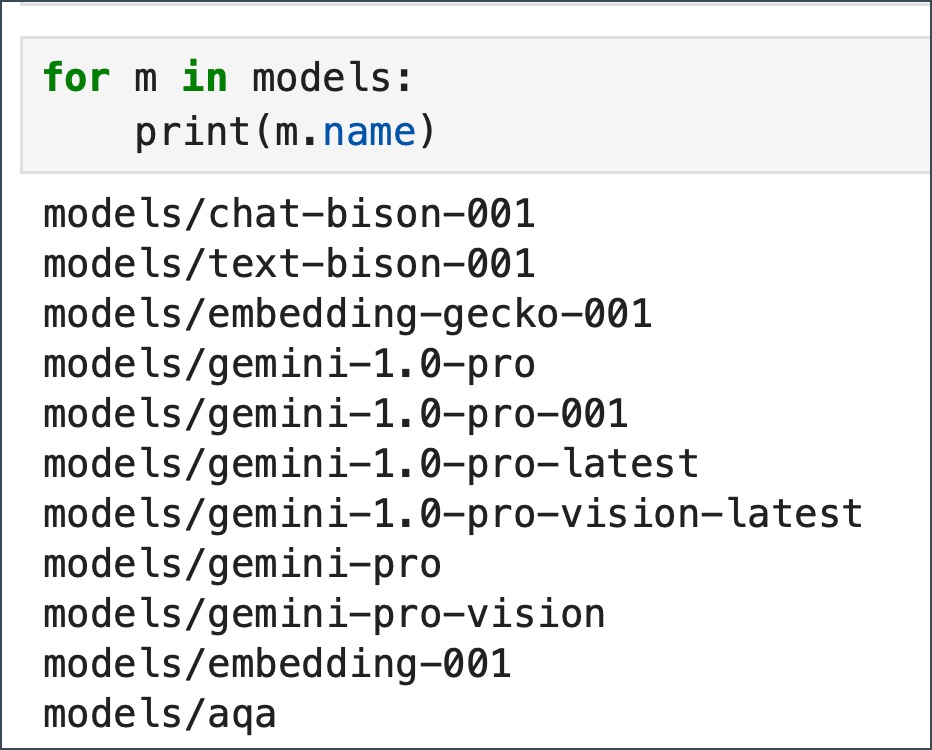 for m in models:
    print(m.name)
models/chat-bison-001
models/text-bison-001
models/embedding-gecko-001
models/gemini-1.0-pro
models/gemini-1.0-pro-001
models/gemini-1.0-pro-latest
models/gemini-1.0-pro-vision-latest
models/gemini-pro
models/gemini-pro-vision
models/embedding-001
models/aqa